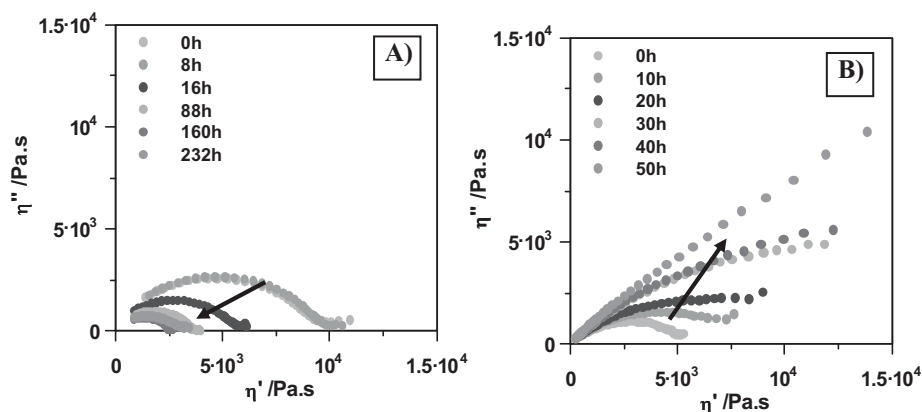 1.5·10⁴
0h
8h
16h
88h
160h
232h
A)
10⁴
η'' /Pa.s
5·10³
0
0
5·10³
10⁴
1.5·10⁴
η' /Pa.s
1.5·10⁴
0h
10h
20h
30h
40h
50h
B)
10⁴
η'' /Pa.s
5·10³
0
0
5·10³
10⁴
1.5·10⁴
η' /Pa.s